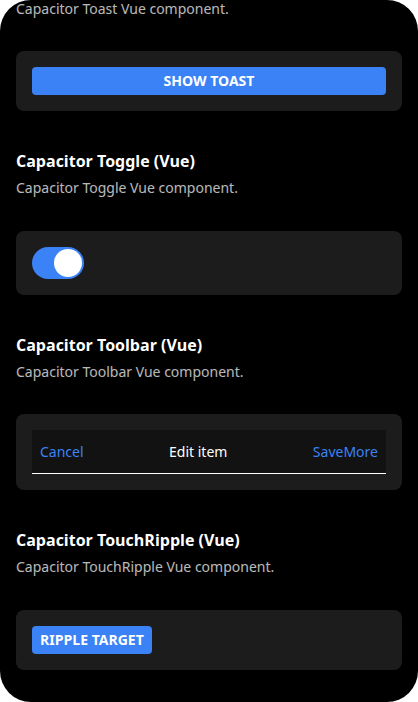 Capacitor Toast Vue component.
SHOW TOAST
Capacitor Toggle (Vue)
Capacitor Toggle Vue component.
Capacitor Toolbar (Vue)
Capacitor Toolbar Vue component.
Cancel Edit item SaveMore
Capacitor TouchRipple (Vue)
Capacitor TouchRipple Vue component.
RIPPLE TARGET